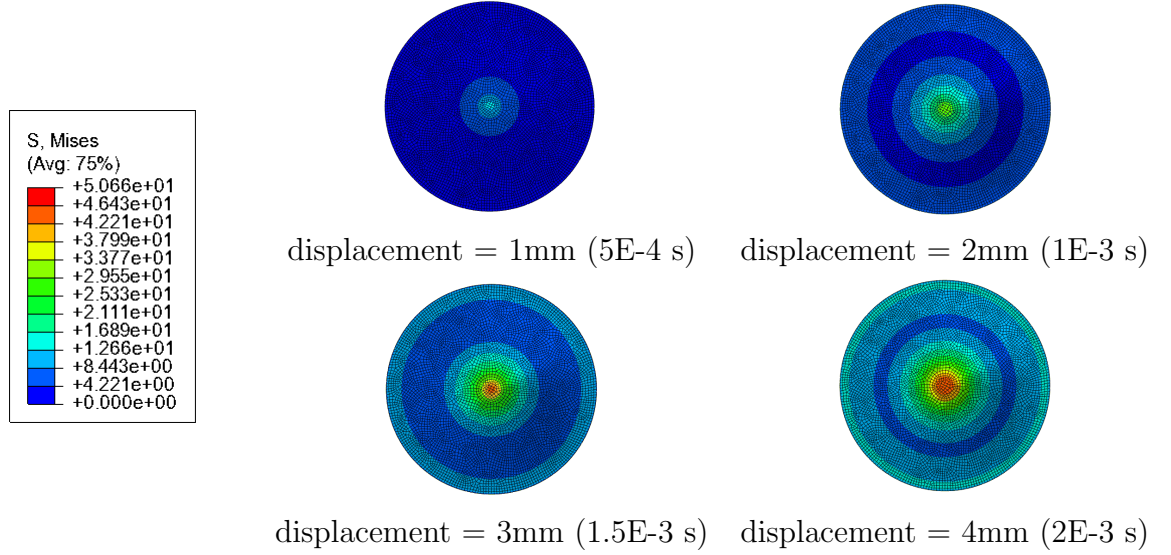 S, Mises
(Avg: 75%)
+5.066e+01
+4.643e+01
+4.221e+01
+3.799e+01
+3.377e+01
+2.955e+01
+2.533e+01
+2.111e+01
+1.689e+01
+1.266e+01
+8.443e+00
+4.221e+00
+0.000e+00
displacement = 1mm (5E-4 s)
displacement = 2mm (1E-3 s)
displacement = 3mm (1.5E-3 s)
displacement = 4mm (2E-3 s)